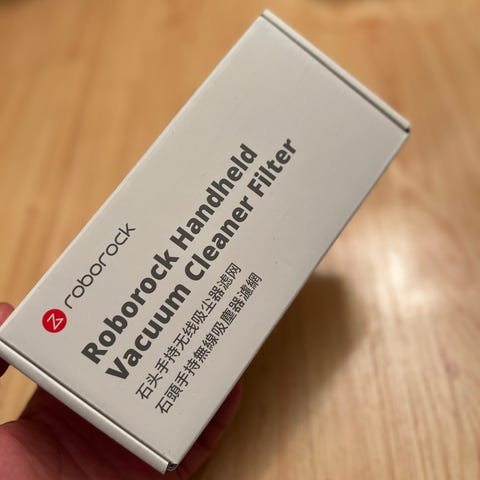 roborock
Roborock Handheld
Vacuum Cleaner Filter
石头手持无线吸尘器滤网
石頭手持無線吸塵器濾網